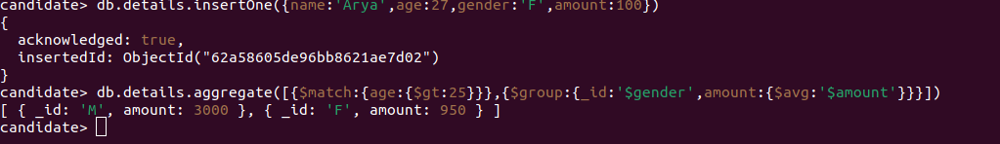 candidate> db.details.insertOne({name:'Arya',age:27,gender:'F',amount:100})
{
  acknowledged: true,
  insertedId: ObjectId("62a58605de96bb8621ae7d02")
}
candidate> db.details.aggregate([{$match:{age:{$gt:25}}},{$group:{_id:'$gender',amount:{$avg:'$amount'}}}])
[ { _id: 'M', amount: 3000 }, { _id: 'F', amount: 950 } ]
candidate>